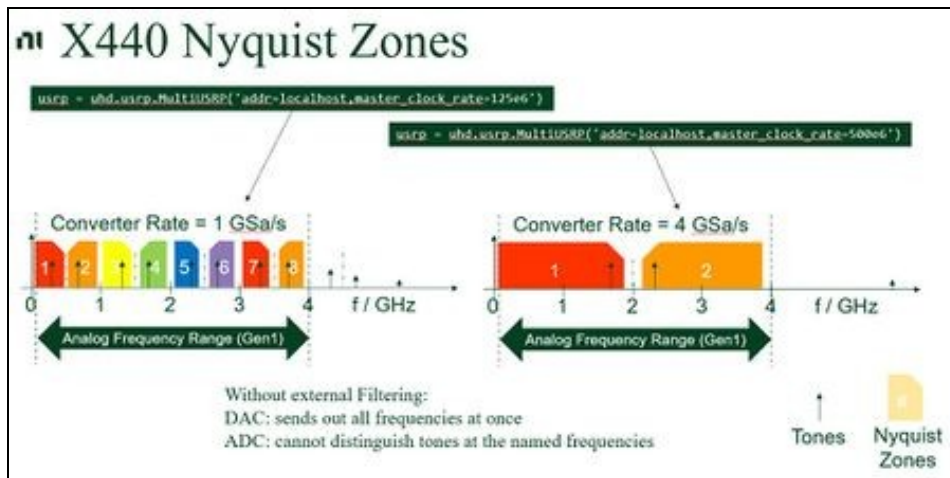 ni X440 Nyquist Zones
usrp = uhd.usrp.MultiUSRP('addr=localhost,master_clock_rate=125e6')
usrp = uhd.usrp.MultiUSRP('addr=localhost,master_clock_rate=500e6')
Converter Rate = 1 GSa/s
Converter Rate = 4 GSa/s
1 2 4 5 6 7 8
1 2
0 1 2 3 4 f / GHz
0 1 2 3 4 f / GHz
Analog Frequency Range (Gen1)
Analog Frequency Range (Gen1)
Without external Filtering:
DAC: sends out all frequencies at once
ADC: cannot distinguish tones at the named frequencies
Tones
#
Nyquist
Zones